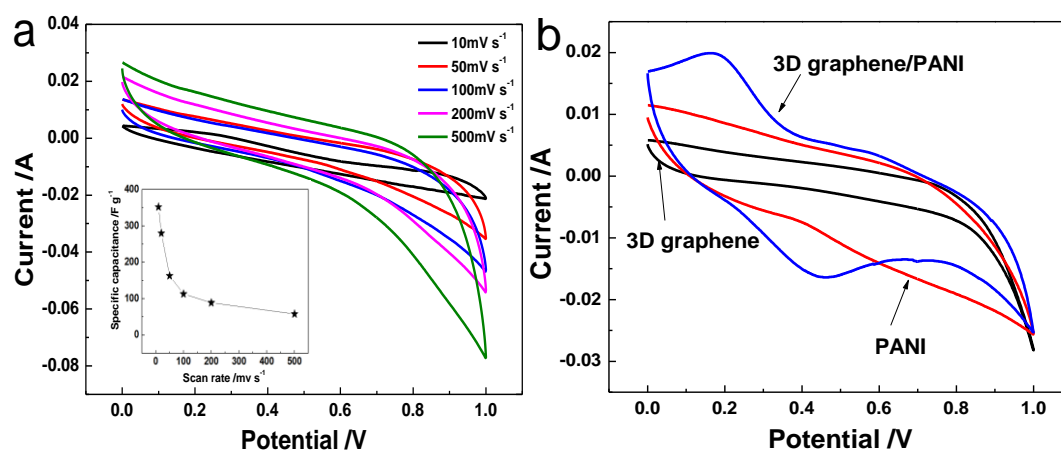 a
0.04
0.02
0.00
-0.02
-0.04
-0.06
-0.08
Current /A
10mV s⁻¹
50mV s⁻¹
100mV s⁻¹
200mV s⁻¹
500mV s⁻¹
400
350
300
250
200
150
100
50
0
Specific capacitance /F g⁻¹
0 100 200 300 400 500
Scan rate /mv s⁻¹
0.0 0.2 0.4 0.6 0.8 1.0
Potential /V
b
0.02
0.01
0.00
-0.01
-0.02
-0.03
Current /A
3D graphene/PANI
3D graphene
PANI
0.0 0.2 0.4 0.6 0.8 1.0
Potential /V